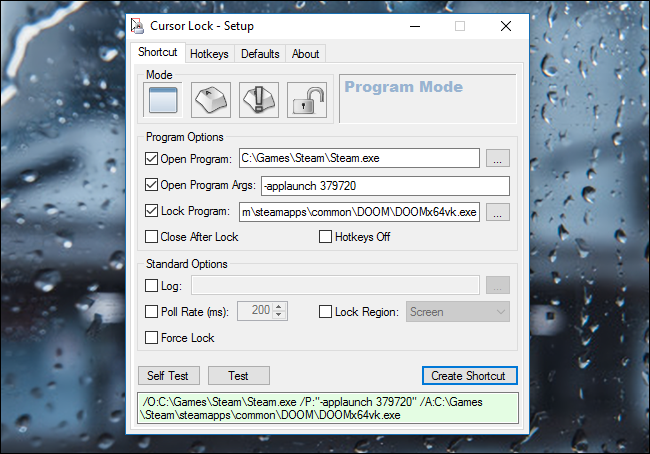 Cursor Lock - Setup
Shortcut Hotkeys Defaults About
Mode
Program Mode
Program Options
Open Program: C:\Games\Steam\Steam.exe ...
Open Program Args: -applaunch 379720
Lock Program: m\steamapps\common\DOOM\DOOMx64vk.exe ...
Close After Lock Hotkeys Off
Standard Options
Log: ...
Poll Rate (ms): 200 Lock Region: Screen
Force Lock
Self Test Test Create Shortcut
/O:C:\Games\Steam\Steam.exe /P:"-applaunch 379720" /A:C:\Games
\Steam\steamapps\common\DOOM\DOOMx64vk.exe